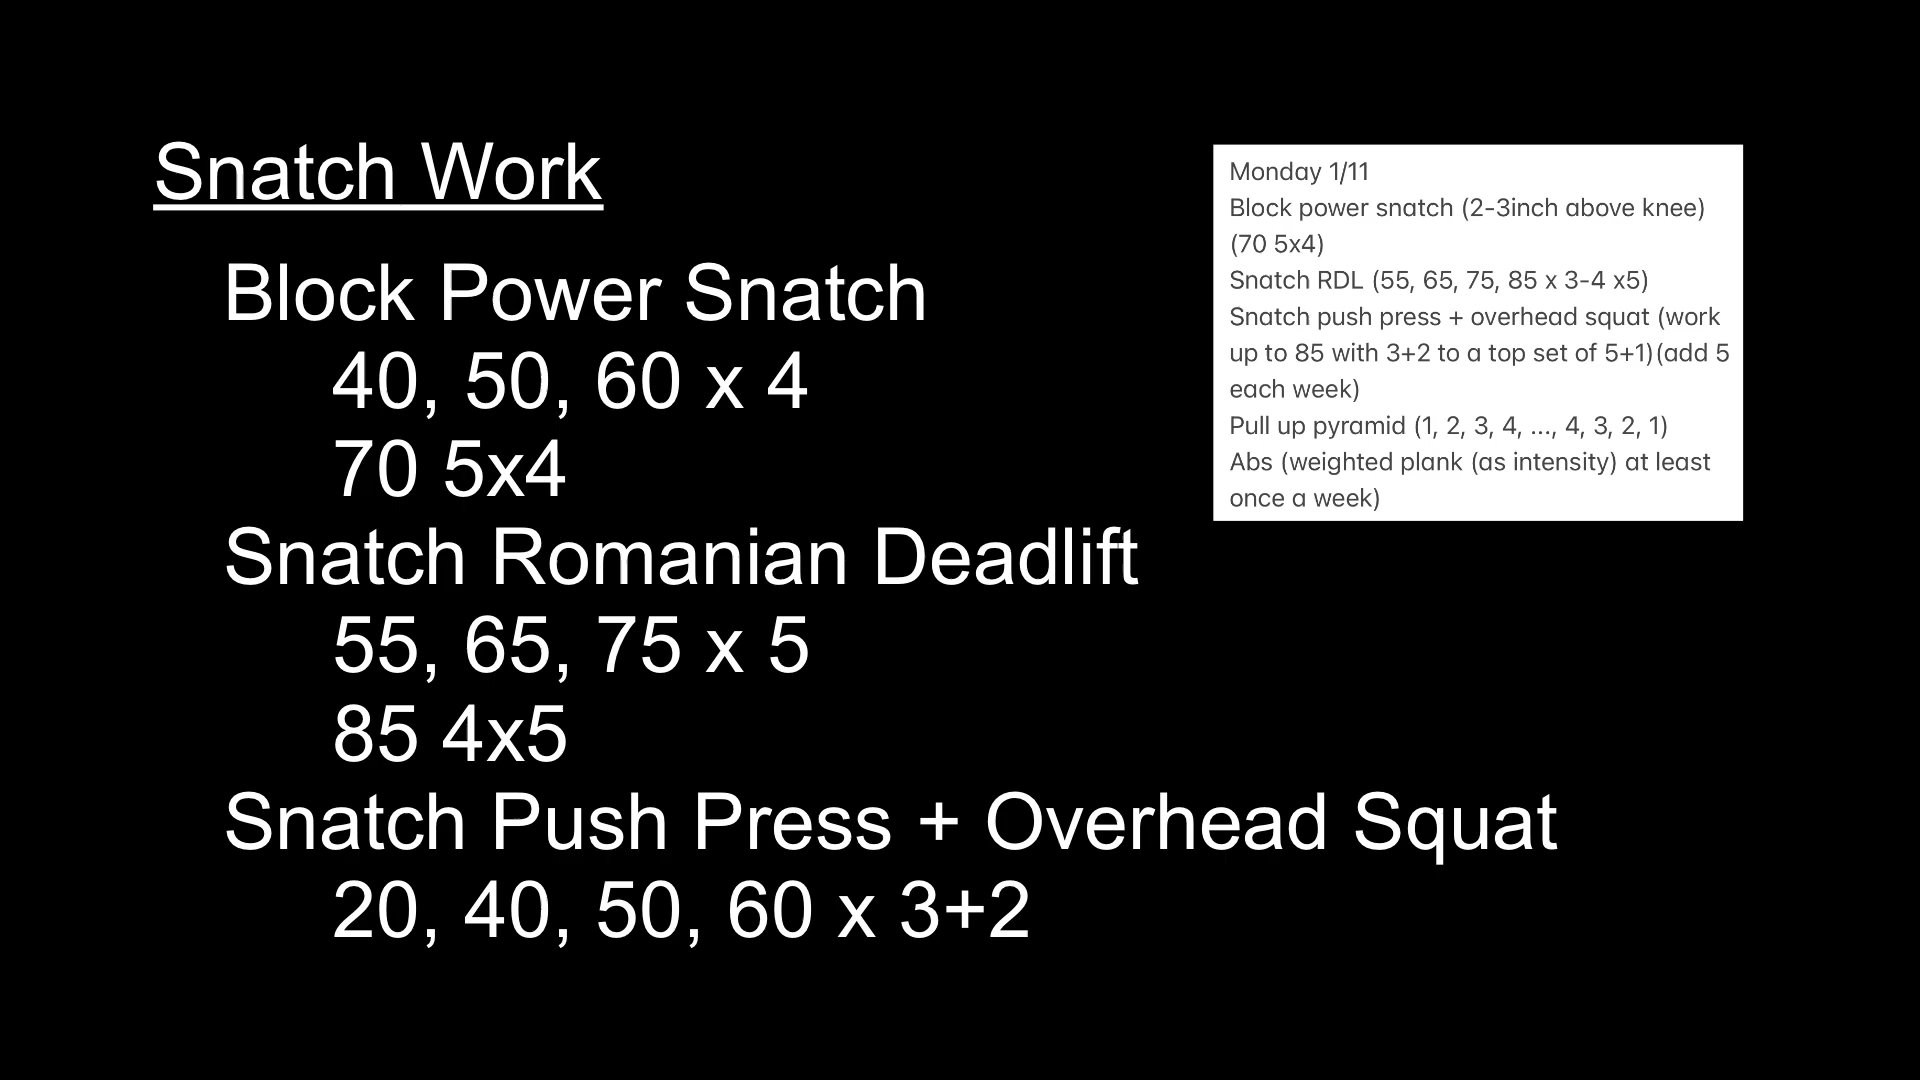 Snatch Work
Block Power Snatch
40, 50, 60 x 4
70 5x4
Snatch Romanian Deadlift
55, 65, 75 x 5
85 4x5
Snatch Push Press + Overhead Squat
20, 40, 50, 60 x 3+2
Monday 1/11
Block power snatch (2-3inch above knee)
(70 5x4)
Snatch RDL (55, 65, 75, 85 x 3-4 x5)
Snatch push press + overhead squat (work
up to 85 with 3+2 to a top set of 5+1)(add 5
each week)
Pull up pyramid (1, 2, 3, 4, ..., 4, 3, 2, 1)
Abs (weighted plank (as intensity) at least
once a week)